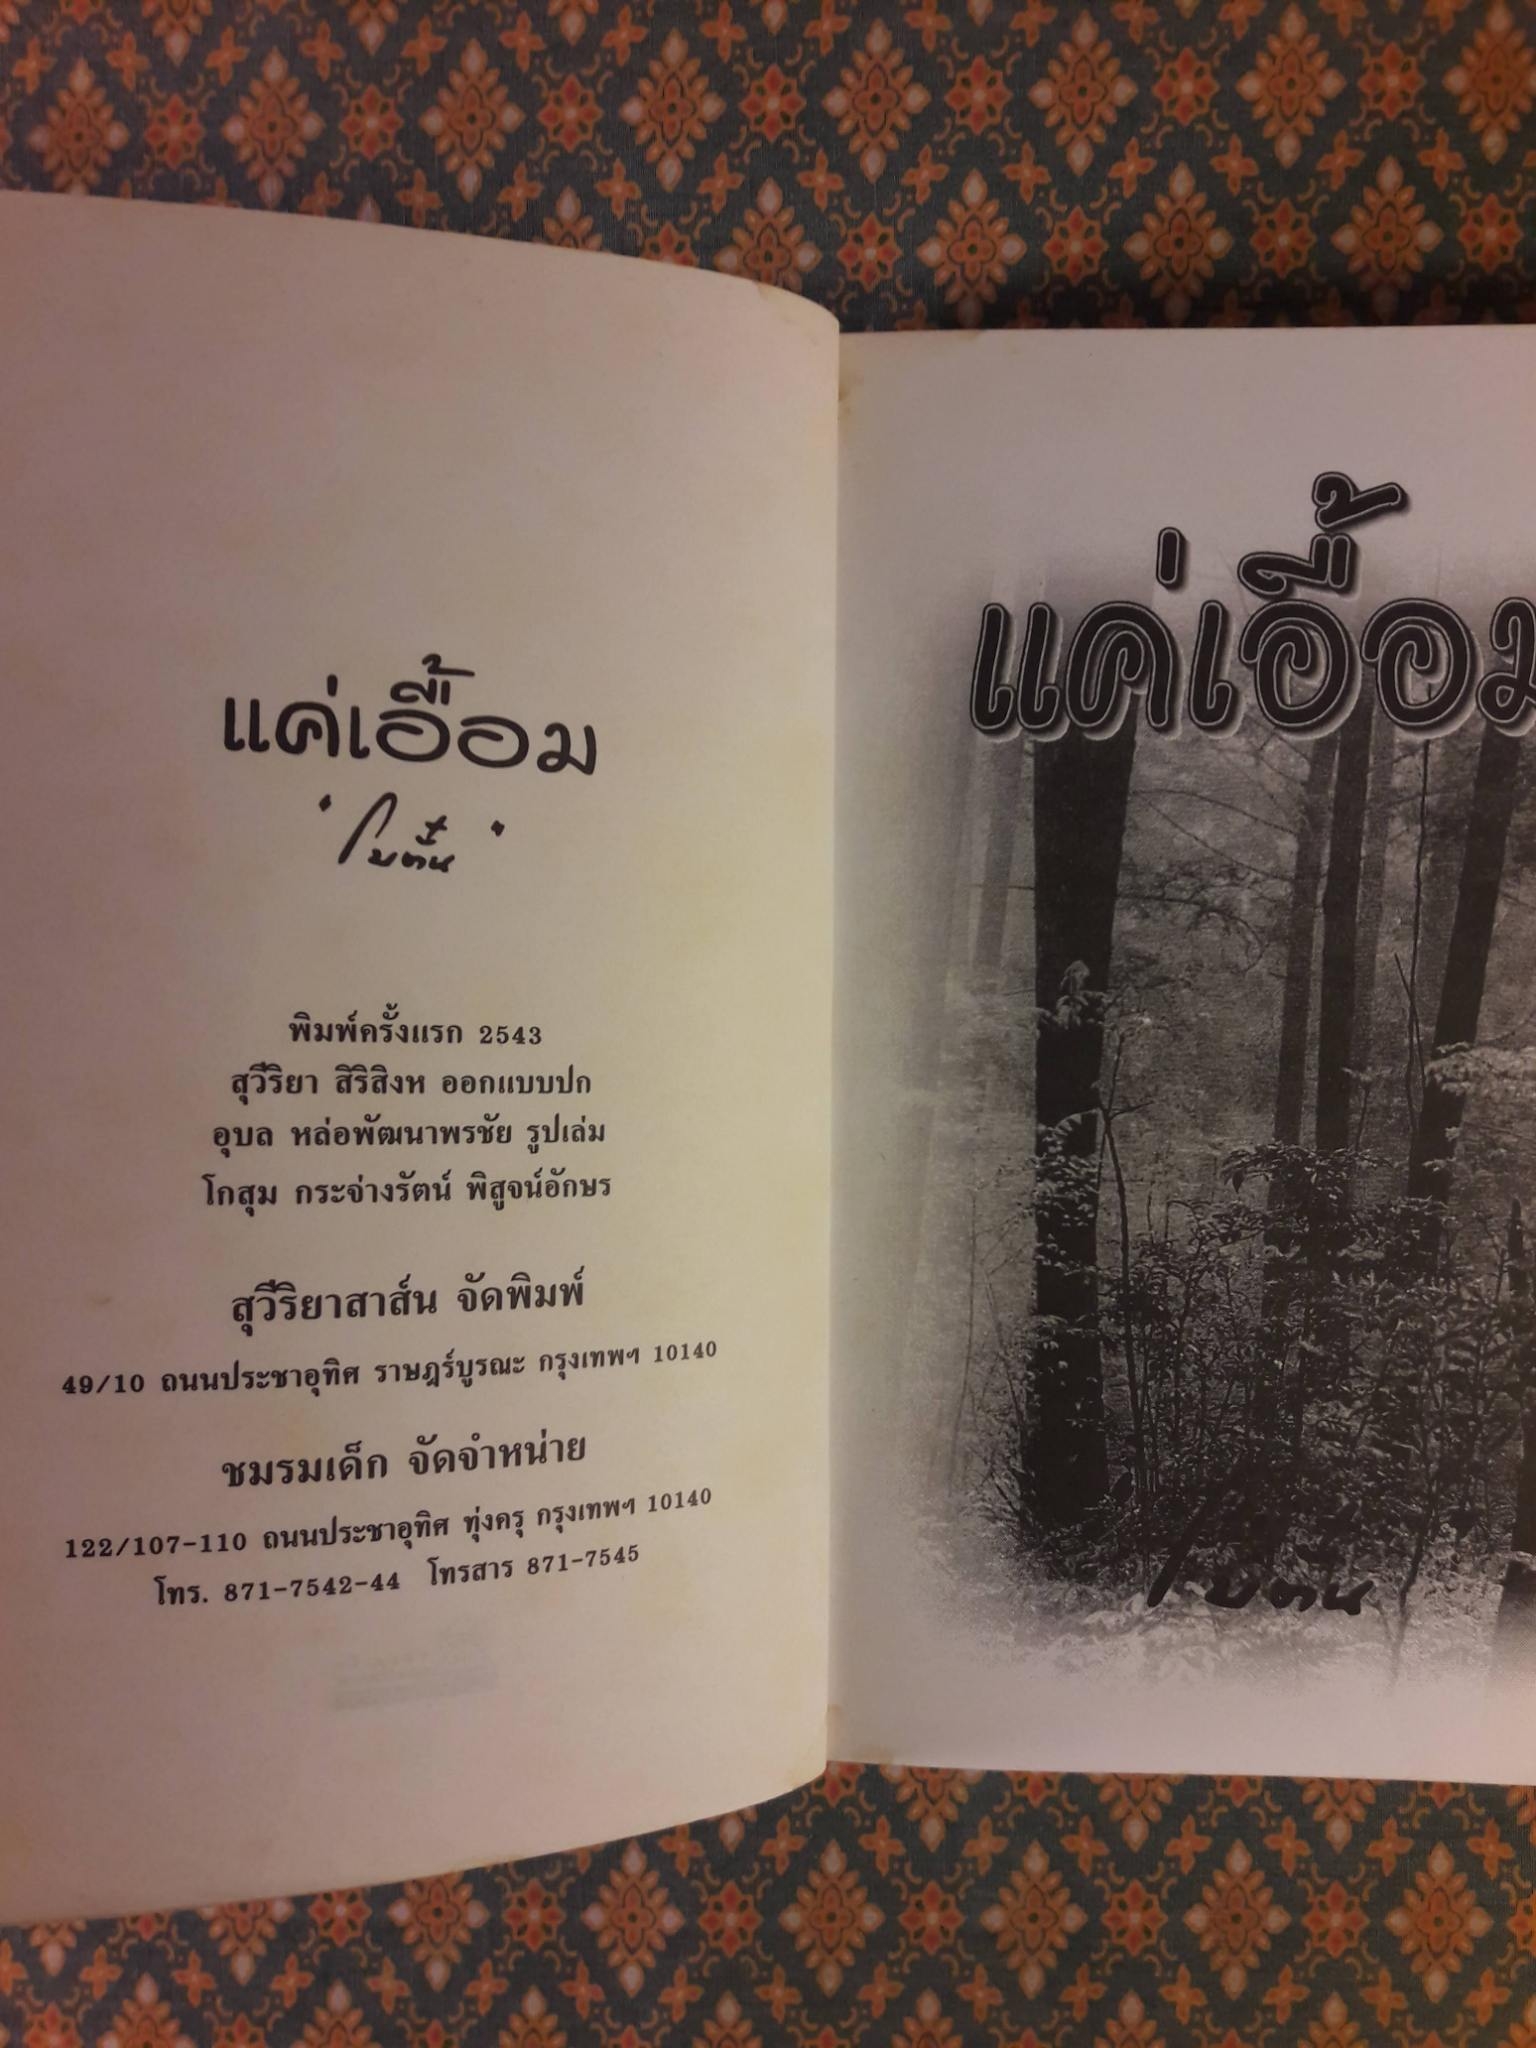 แค่เอื้อม
'โบตั๋น'
พิมพ์ครั้งแรก 2543
สุวีริยา สิริสิงห ออกแบบปก
อุบล หล่อพัฒนาพรชัย รูปเล่ม
โกสุม กระจ่างรัตน์ พิสูจน์อักษร
สุวีริยาสาส์น จัดพิมพ์
49/10 ถนนประชาอุทิศ ราษฎร์บูรณะ กรุงเทพฯ 10140
ชมรมเด็ก จัดจำหน่าย
122/107-110 ถนนประชาอุทิศ ทุ่งครุ กรุงเทพฯ 10140
โทร. 871-7542-44 โทรสาร 871-7545
แค่เอื้อม
โบตั๋น